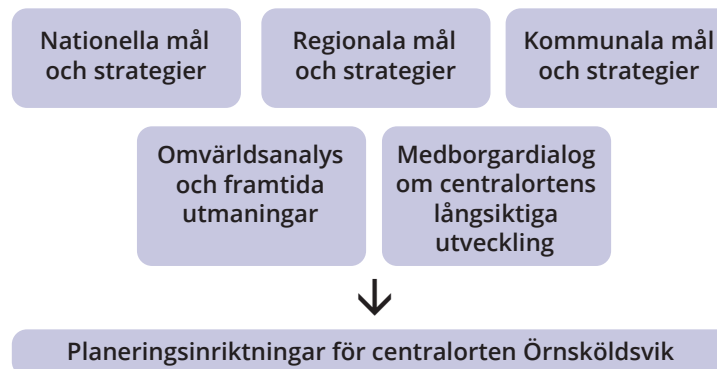 Nationella mål
och strategier
Regionala mål
och strategier
Kommunala mål
och strategier
Omvärldsanalys
och framtida
utmaningar
Medborgardialog
om centralortens
långsiktiga
utveckling
Planeringsinriktningar för centralorten Örnsköldsvik